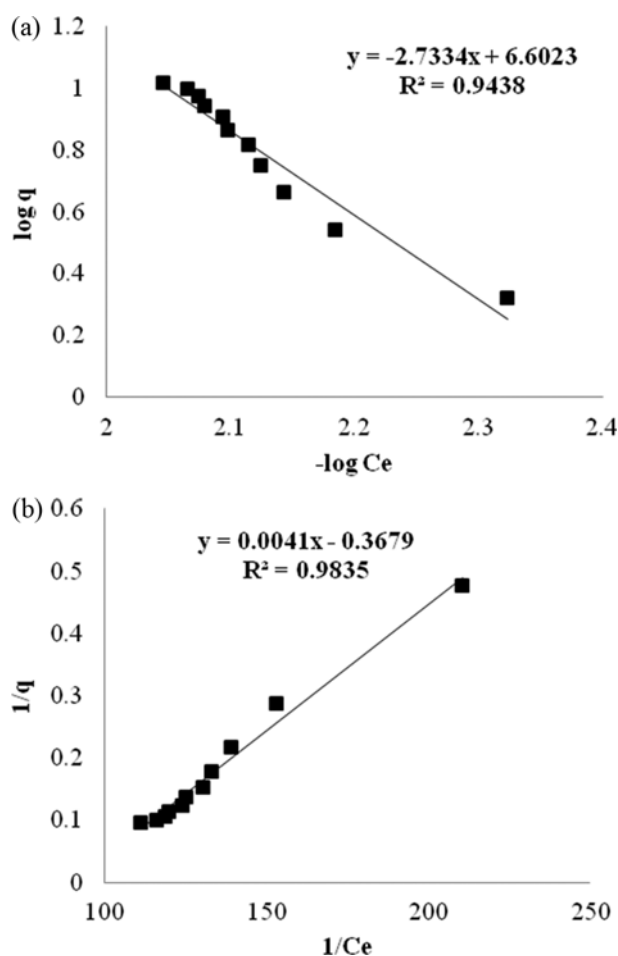 (a)
1.2
y = -2.7334x + 6.6023
R² = 0.9438
1
0.8
0.6
0.4
0.2
0
log q
2
2.1
2.2
2.3
2.4
-log Ce
(b)
0.6
y = 0.0041x - 0.3679
R² = 0.9835
0.5
0.4
0.3
0.2
0.1
0
1/q
100
150
200
250
1/Ce